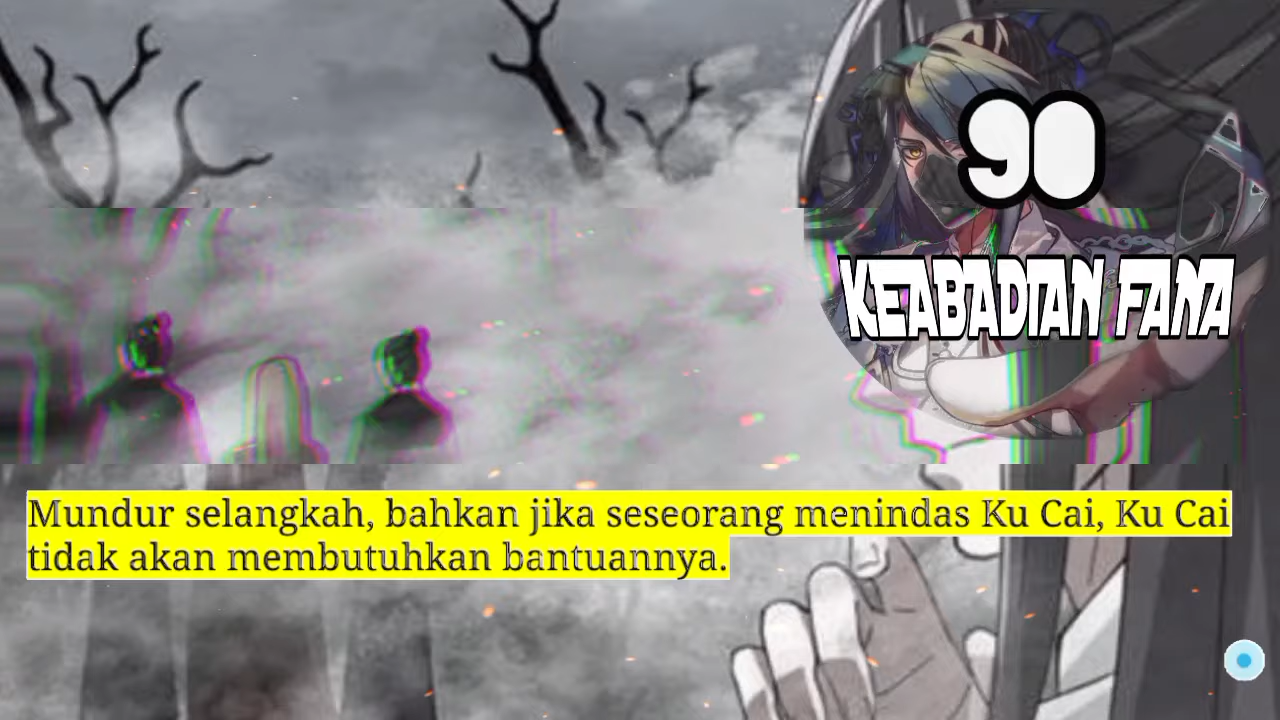 90
KEABADIAN FANA
Mundur selangkah, bahkan jika seseorang menindas Ku Cai, Ku Cai
tidak akan membutuhkan bantuannya.